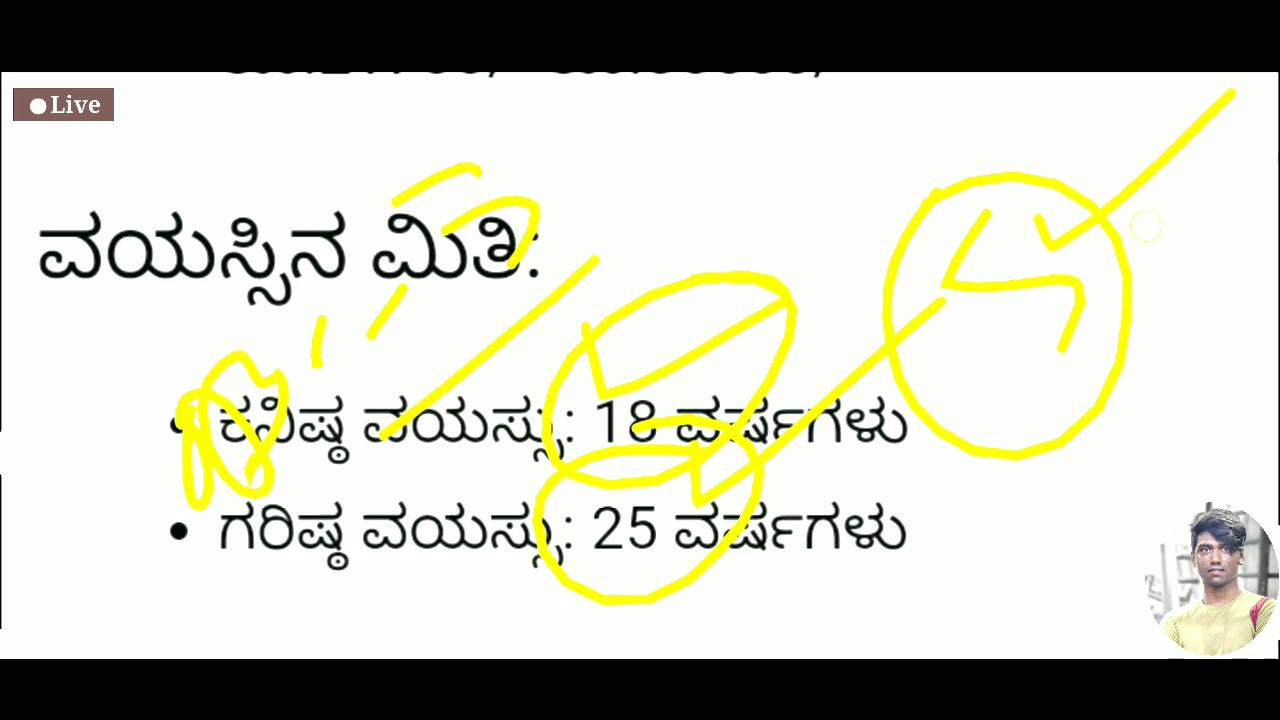 Live
ವಯಸ್ಸಿನ ಮಿತಿ:
• ಕನಿಷ್ಠ ವಯಸ್ಸು: 18 ವರ್ಷಗಳು
• ಗರಿಷ್ಠ ವಯಸ್ಸು: 25 ವರ್ಷಗಳು